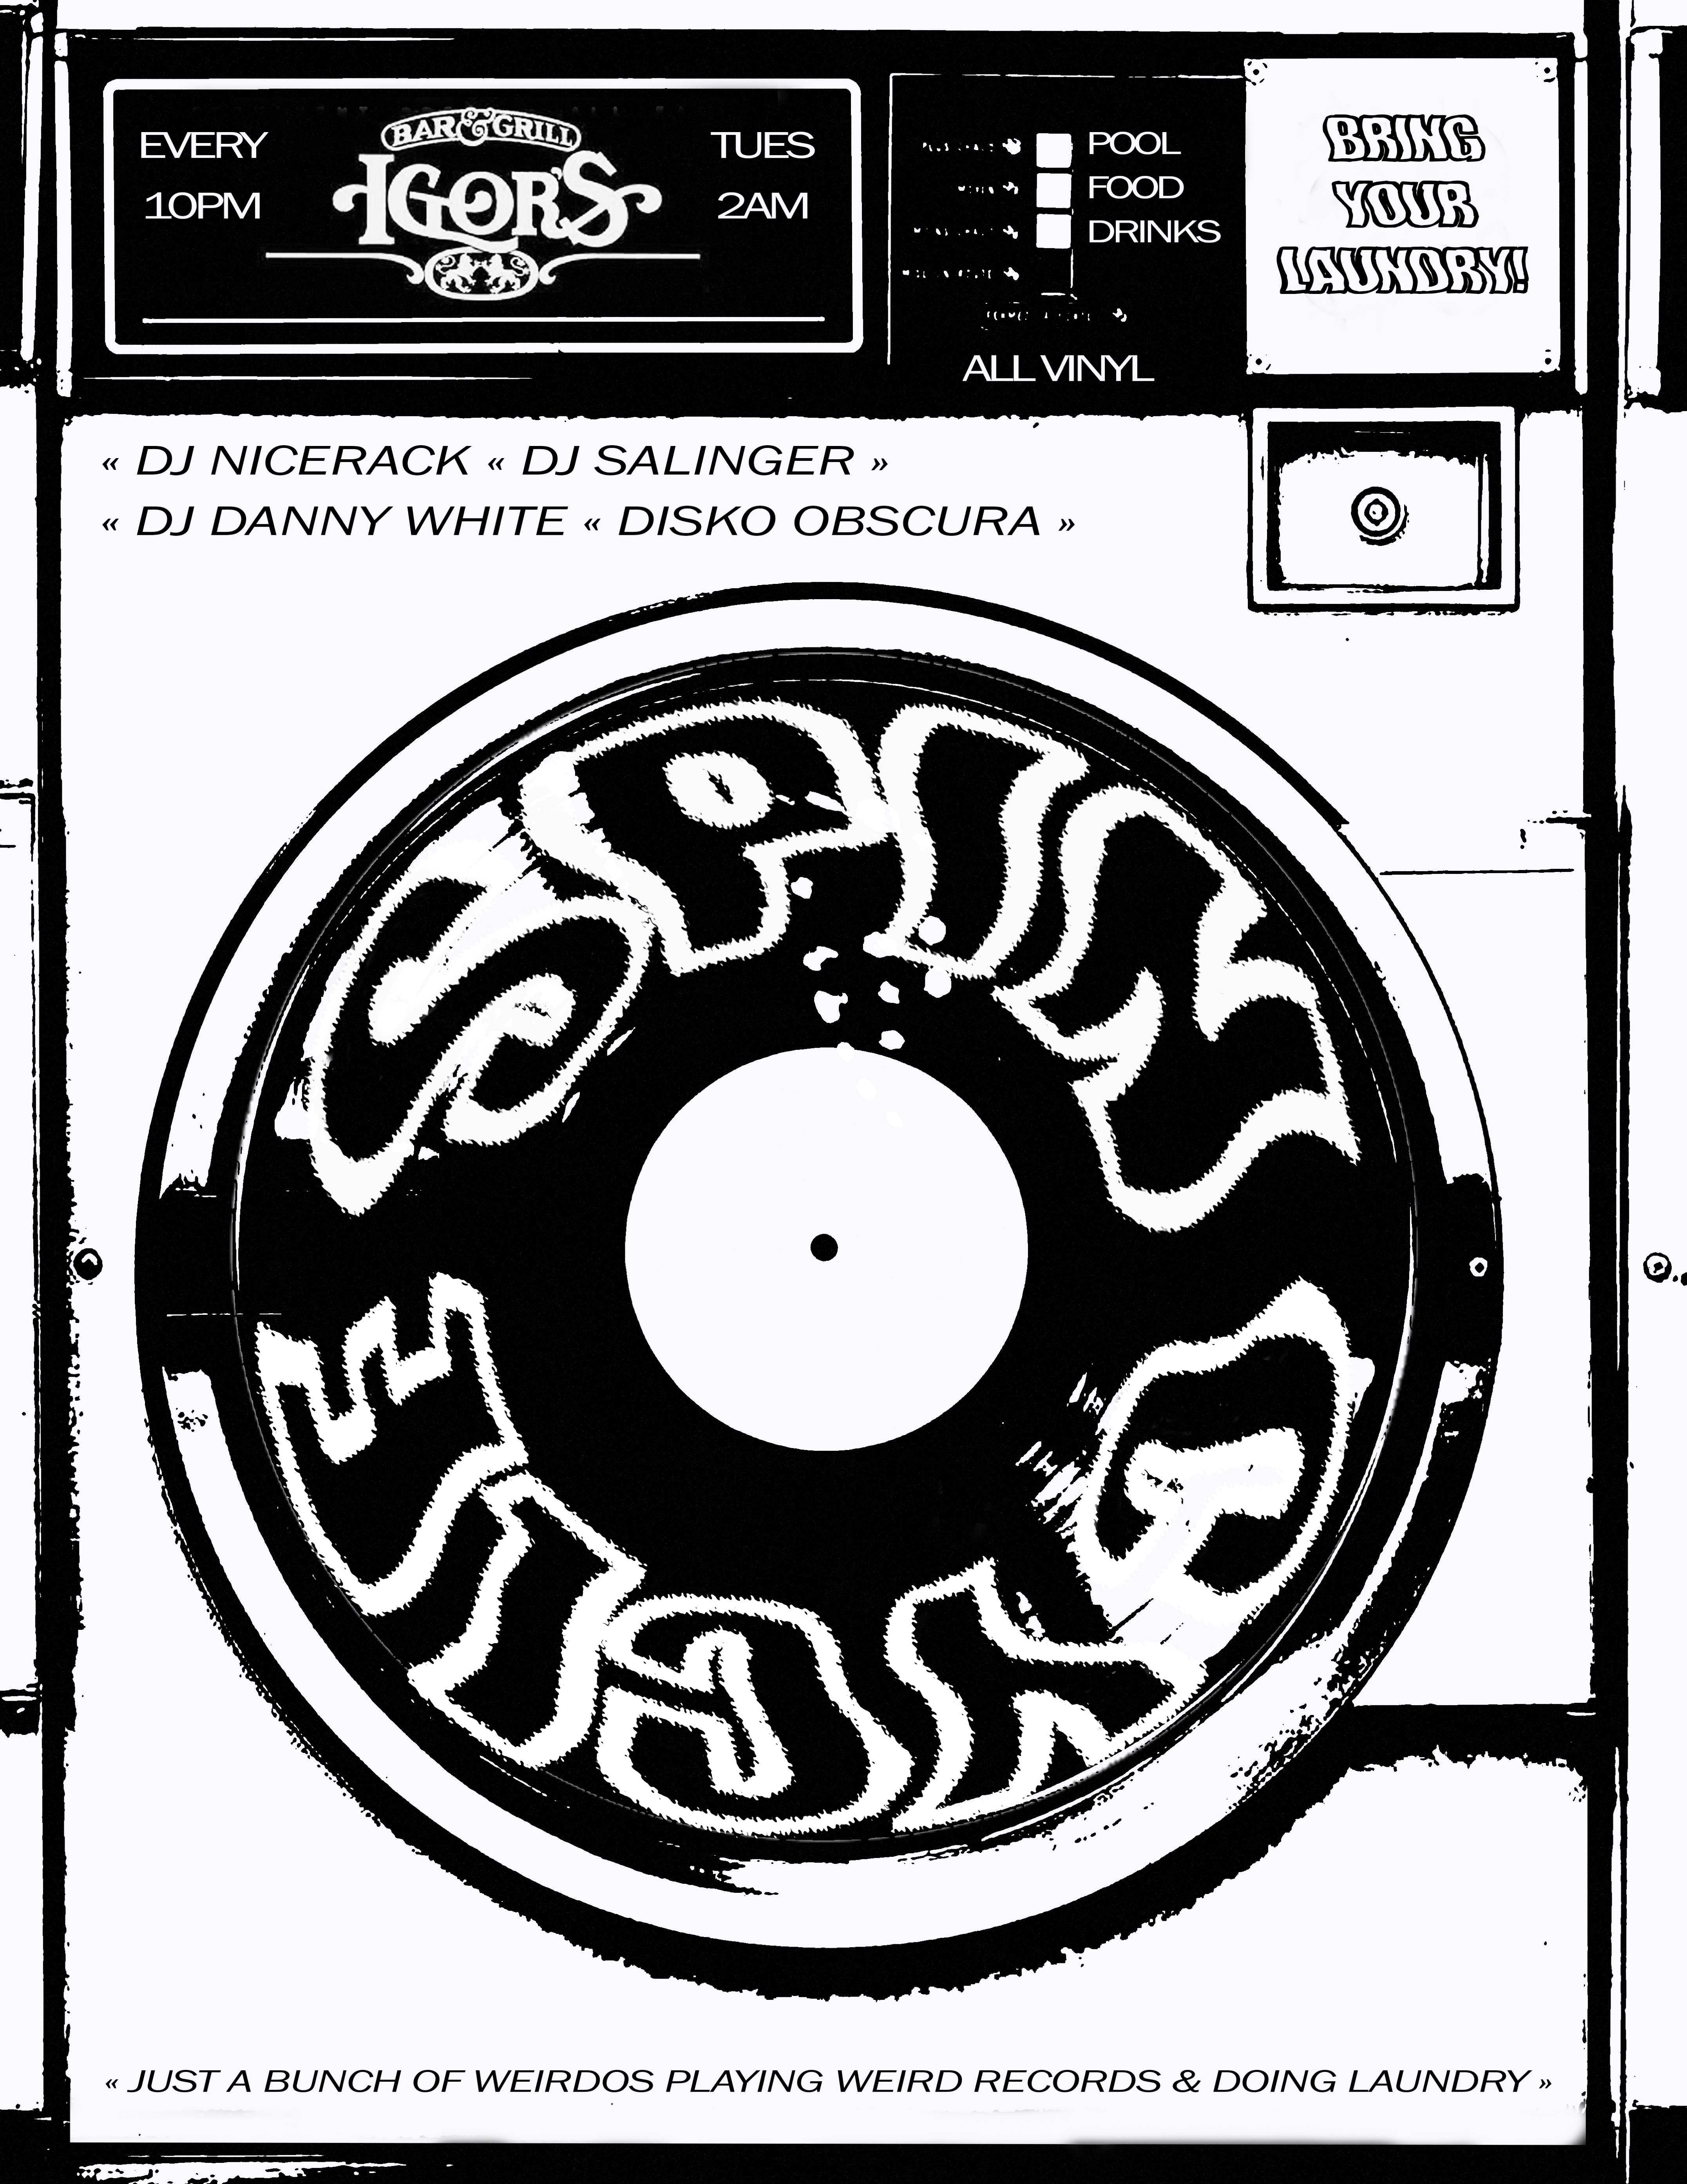 BAR & GRILL
IGOR'S
EVERY
10PM
TUES
2AM
POOL
FOOD
DRINKS
ALL VINYL
BRING
YOUR
LAUNDRY!
« DJ NICERACK « DJ SALINGER »
« DJ DANNY WHITE « DISKO OBSCURA »
SPIN
CYCLE
« JUST A BUNCH OF WEIRDOS PLAYING WEIRD RECORDS & DOING LAUNDRY »